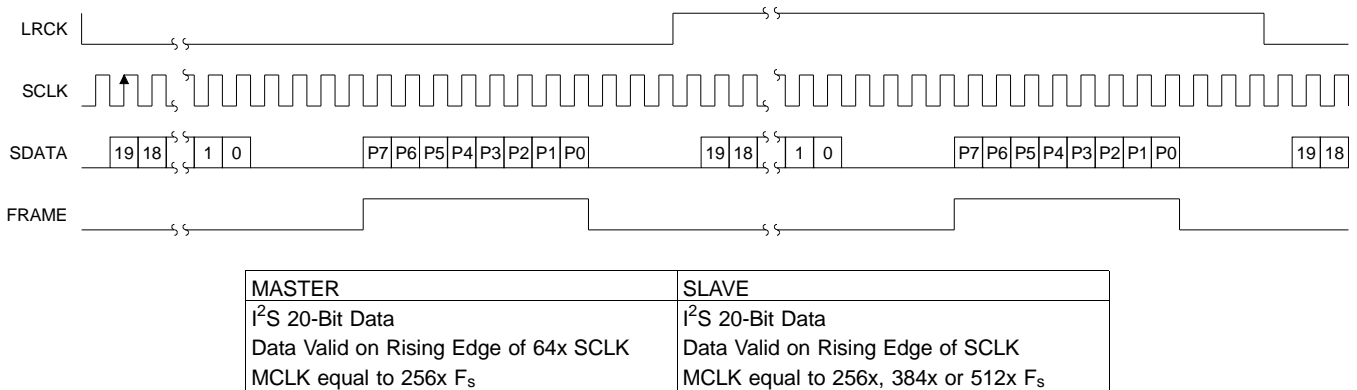 LRCK
SCLK
SDATA 19 18 1 0 P7 P6 P5 P4 P3 P2 P1 P0 19 18 1 0 P7 P6 P5 P4 P3 P2 P1 P0 19 18
FRAME
MASTER SLAVE
I²S 20-Bit Data I²S 20-Bit Data
Data Valid on Rising Edge of 64x SCLK Data Valid on Rising Edge of SCLK
MCLK equal to 256x Fₛ MCLK equal to 256x, 384x or 512x Fₛ